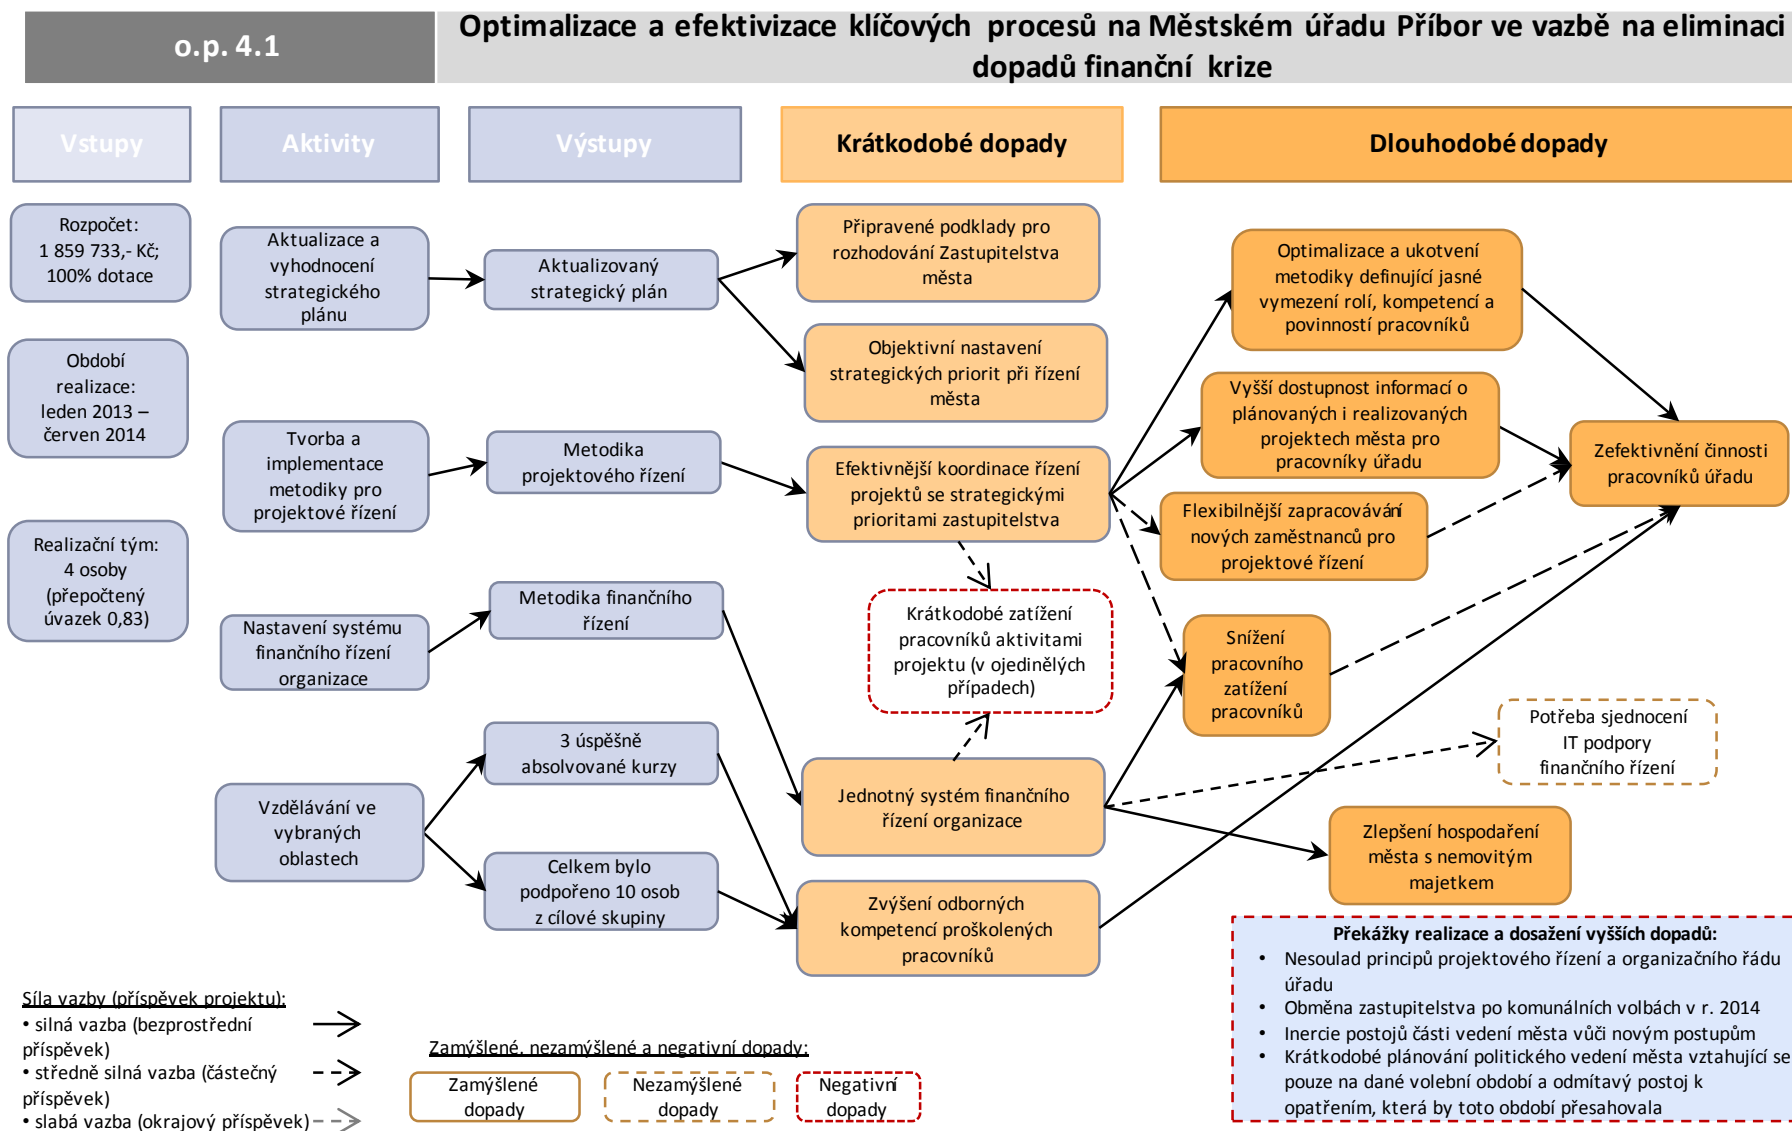 o.p. 4.1
Optimalizace a efektivizace klíčových procesů na Městském úřadu Příbor ve vazbě na eliminaci
dopadů finanční krize
Vstupy
Aktivity
Výstupy
Krátkodobé dopady
Dlouhodobé dopady
Rozpočet:
1 859 733,- Kč;
100% dotace
Období
realizace:
leden 2013 –
červen 2014
Realizační tým:
4 osoby
(přepočtený
úvazek 0,83)
Aktualizace a
vyhodnocení
strategického
plánu
Tvorba a
implementace
metodiky pro
projektové řízení
Nastavení systému
finančního řízení
organizace
Vzdělávání ve
vybraných
oblastech
Aktualizovaný
strategický plán
Metodika
projektového řízení
Metodika finančního
řízení
3 úspěšně
absolvované kurzy
Celkem bylo
podpořeno 10 osob
z cílové skupiny
Připravené podklady pro
rozhodování Zastupitelstva
města
Objektivní nastavení
strategických priorit při řízení
města
Efektivnější koordinace řízení
projektů se strategickými
prioritami zastupitelstva
Krátkodobé zatížení
pracovníků aktivitami
projektu (v ojedinělých
případech)
Jednotný systém finančního
řízení organizace
Zvýšení odborných
kompetencí proškolených
pracovníků
Optimalizace a ukotvení
metodiky definující jasné
vymezení rolí, kompetencí a
povinností pracovníků
Vyšší dostupnost informací o
plánovaných i realizovaných
projektech města pro
pracovníky úřadu
Flexibilnější zapracovávání
nových zaměstnanců pro
projektové řízení
Snížení
pracovního
zatížení
pracovníků
Zefektivnění činnosti
pracovníků úřadu
Potřeba sjednocení
IT podpory
finančního řízení
Zlepšení hospodaření
města s nemovitým
majetkem
Překážky realizace a dosažení vyšších dopadů:
• Nesoulad principů projektového řízení a organizačního řádu
úřadu
• Obměna zastupitelstva po komunálních volbách v r. 2014
• Inercie postojů části vedení města vůči novým postupům
• Krátkodobé plánování politického vedení města vztahující se
pouze na dané volební období a odmítavý postoj k
opatřením, která by toto období přesahovala
Síla vazby (příspěvek projektu):
• silná vazba (bezprostřední
příspěvek)
• středně silná vazba (částečný
příspěvek)
• slabá vazba (okrajový příspěvek)
Zamýšlené, nezamýšlené a negativní dopady:
Zamýšlené
dopady
Nezamýšlené
dopady
Negativní
dopady